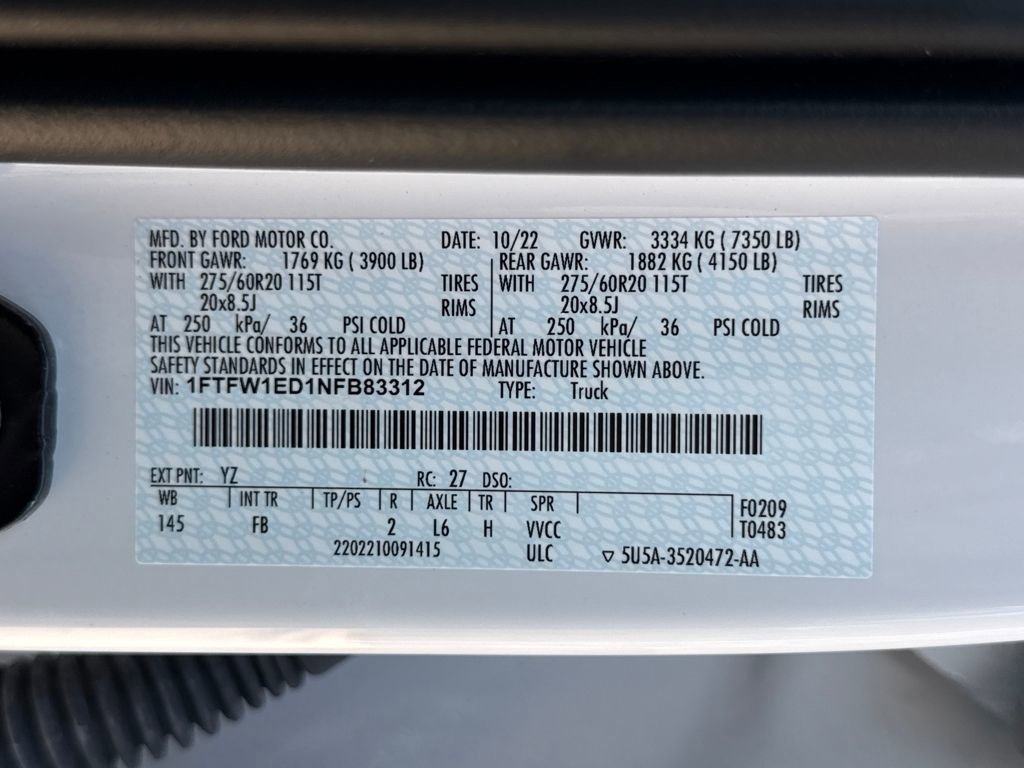 MFD. BY FORD MOTOR CO. DATE: 10/22 GVWR: 3334 KG ( 7350 LB)
FRONT GAWR: 1769 KG ( 3900 LB) REAR GAWR: 1882 KG ( 4150 LB)
WITH 275/60R20 115T TIRES WITH 275/60R20 115T TIRES
20x8.5J RIMS 20x8.5J RIMS
AT 250 kPa/ 36 PSI COLD AT 250 kPa/ 36 PSI COLD
THIS VEHICLE CONFORMS TO ALL APPLICABLE FEDERAL MOTOR VEHICLE
SAFETY STANDARDS IN EFFECT ON THE DATE OF MANUFACTURE SHOWN ABOVE.
VIN: 1FTFW1ED1NFB83312 TYPE: Truck
EXT PNT: YZ RC: 27 DSO:
WB INT TR TP/PS R AXLE TR SPR F0209
145 FB 2 L6 H VVCC T0483
2202210091415 ULC ▽ 5U5A-3520472-AA